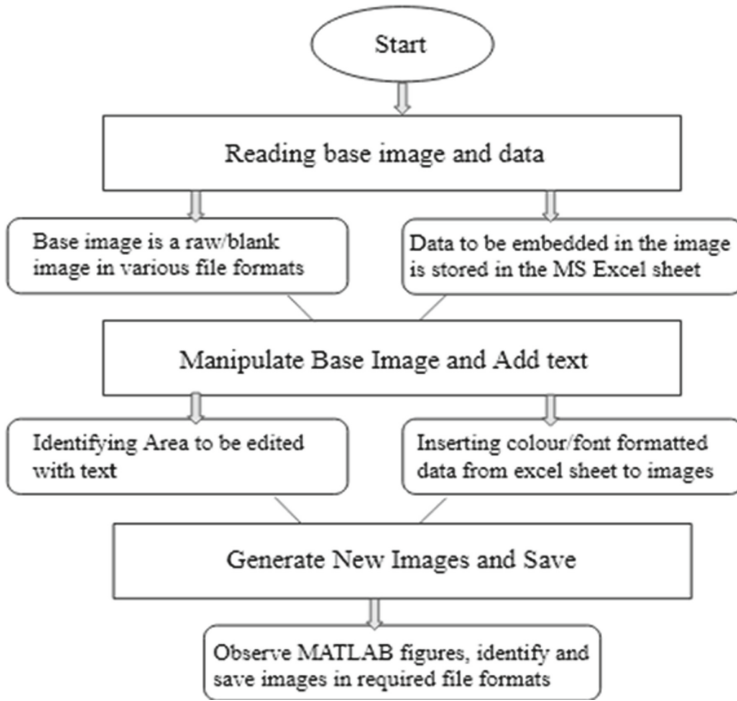 Start
Reading base image and data
Base image is a raw/blank
image in various file formats
Data to be embedded in the image
is stored in the MS Excel sheet
Manipulate Base Image and Add text
Identifying Area to be edited
with text
Inserting colour/font formatted
data from excel sheet to images
Generate New Images and Save
Observe MATLAB figures, identify and
save images in required file formats